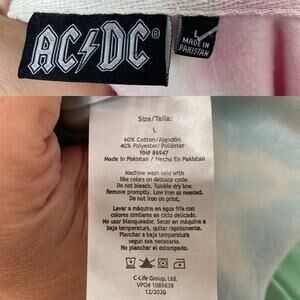 AC⚡DC®
L
MADE IN
PAKISTAN
Size/Talla:
L
60% Cotton/Algodón
40% Polyester/Poliéster
RN# 86947
Made in Pakistan / Hecho En Pakistan
Machine wash cold with
like colors on delicate cycle.
Do not bleach. Tumble dry low.
Remove promptly. Low iron as needed.
Do not iron on print.
Lavar a máquina en agua fría con
colores similares en ciclo delicado.
No usar blanqueador. Secar en máquina a
baja temperatura, quitar rapidamente.
Planchar a baja temperatura
segun sea necesario.
No planchar el estampado.
C-Life Group, Ltd.
VPO# 1089838
12/2020